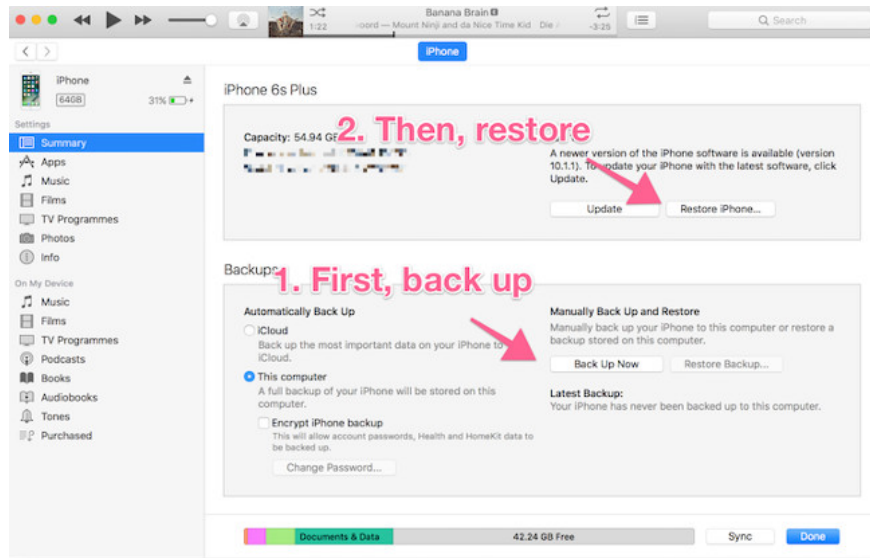 Banana Brain
1:22
oord — Mount Ninji and da Nice Time Kid Die
-3:25
Search
iPhone
iPhone
64GB
31%
Settings
Summary
Apps
Music
Films
TV Programmes
Photos
Info
On My Device
Music
Films
TV Programmes
Podcasts
Books
Audiobooks
Tones
Purchased
iPhone 6s Plus
Capacity: 54.94 GB
2. Then, restore
A newer version of the iPhone software is available (version
10.1.1). To update your iPhone with the latest software, click
Update.
Update
Restore iPhone...
Backups
1. First, back up
Automatically Back Up
iCloud
Back up the most important data on your iPhone to
iCloud.
This computer
A full backup of your iPhone will be stored on this
computer.
Encrypt iPhone backup
This will allow account passwords, Health and HomeKit data to
be backed up.
Change Password...
Manually Back Up and Restore
Manually back up your iPhone to this computer or restore a
backup stored on this computer.
Back Up Now
Restore Backup...
Latest Backup:
Your iPhone has never been backed up to this computer.
Documents & Data
42.24 GB Free
Sync
Done